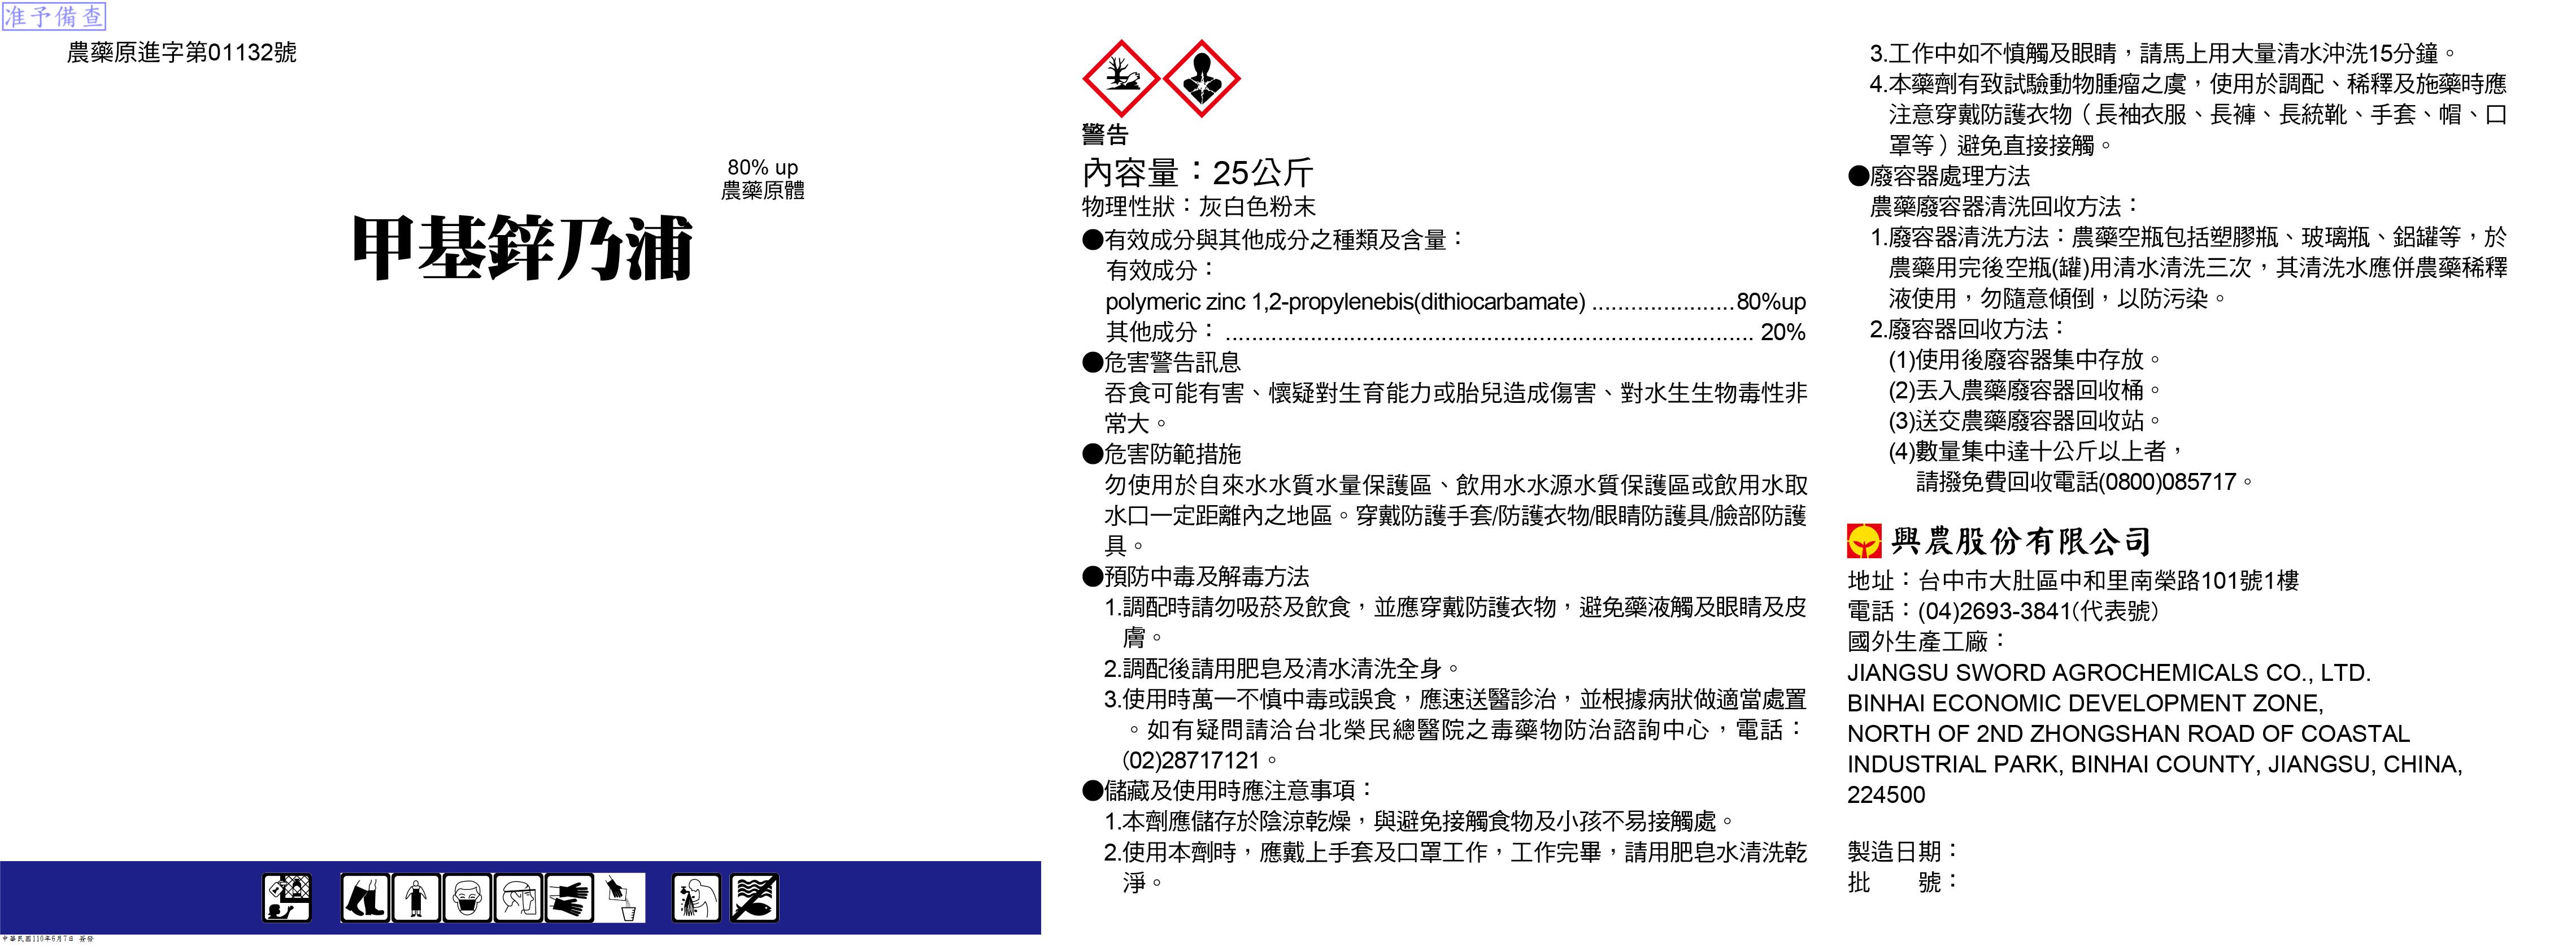 准予備查
農藥原進字第01132號
80% up
農藥原體
甲基鋅乃浦
中華民國110年6月7日 簽發
警告
內容量：25公斤
物理性狀：灰白色粉末
●有效成分與其他成分之種類及含量：
有效成分：
polymeric zinc 1,2-propylenebis(dithiocarbamate) ......................80%up
其他成分： ................................................................................. 20%
●危害警告訊息
吞食可能有害、懷疑對生育能力或胎兒造成傷害、對水生生物毒性非
常大。
●危害防範措施
勿使用於自來水水質水量保護區、飲用水水源水質保護區或飲用水取
水口一定距離內之地區。穿戴防護手套/防護衣物/眼睛防護具/臉部防護
具。
●預防中毒及解毒方法
1.調配時請勿吸菸及飲食，並應穿戴防護衣物，避免藥液觸及眼睛及皮
膚。
2.調配後請用肥皂及清水清洗全身。
3.使用時萬一不慎中毒或誤食，應速送醫診治，並根據病狀做適當處置
。如有疑問請洽台北榮民總醫院之毒藥物防治諮詢中心，電話：
(02)28717121。
●儲藏及使用時應注意事項：
1.本劑應儲存於陰涼乾燥，與避免接觸食物及小孩不易接觸處。
2.使用本劑時，應戴上手套及口罩工作，工作完畢，請用肥皂水清洗乾
淨。
3.工作中如不慎觸及眼睛，請馬上用大量清水沖洗15分鐘。
4.本藥劑有致試驗動物腫瘤之虞，使用於調配、稀釋及施藥時應
注意穿戴防護衣物（長袖衣服、長褲、長統靴、手套、帽、口
罩等）避免直接接觸。
●廢容器處理方法
農藥廢容器清洗回收方法：
1.廢容器清洗方法：農藥空瓶包括塑膠瓶、玻璃瓶、鋁罐等，於
農藥用完後空瓶(罐)用清水清洗三次，其清洗水應併農藥稀釋
液使用，勿隨意傾倒，以防污染。
2.廢容器回收方法：
(1)使用後廢容器集中存放。
(2)丟入農藥廢容器回收桶。
(3)送交農藥廢容器回收站。
(4)數量集中達十公斤以上者，
請撥免費回收電話(0800)085717。
興農股份有限公司
地址：台中市大肚區中和里南榮路101號1樓
電話：(04)2693-3841(代表號)
國外生產工廠：
JIANGSU SWORD AGROCHEMICALS CO., LTD.
BINHAI ECONOMIC DEVELOPMENT ZONE,
NORTH OF 2ND ZHONGSHAN ROAD OF COASTAL
INDUSTRIAL PARK, BINHAI COUNTY, JIANGSU, CHINA,
224500
製造日期：
批　　號：